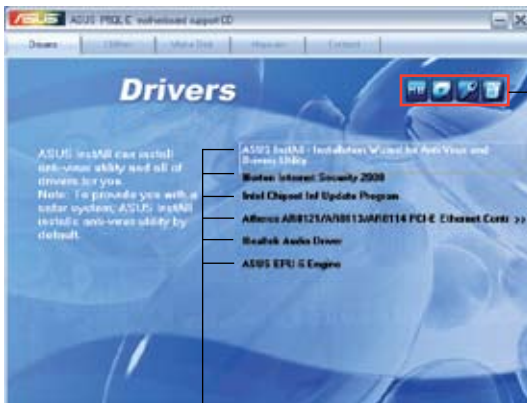 ASUS P5QL-E motherboard support CD
Drivers
Utilities
Make Disk
Manuals
Contact
Drivers
ASUS InstAll can install
anti-virus utility and all of
drivers for you.
Note: To provide you with a
safer system, ASUS InstAll
installs anti-virus utility by
default.
ASUS InstAll - Installation Wizard for Anti-Virus and
Drivers Utility
Norton Internet Security 2008
Intel Chipset Inf Update Program
Atheros AR8121/AR8113/AR8114 PCI-E Ethernet Contr >>
Realtek Audio Driver
ASUS EPU-6 Engine